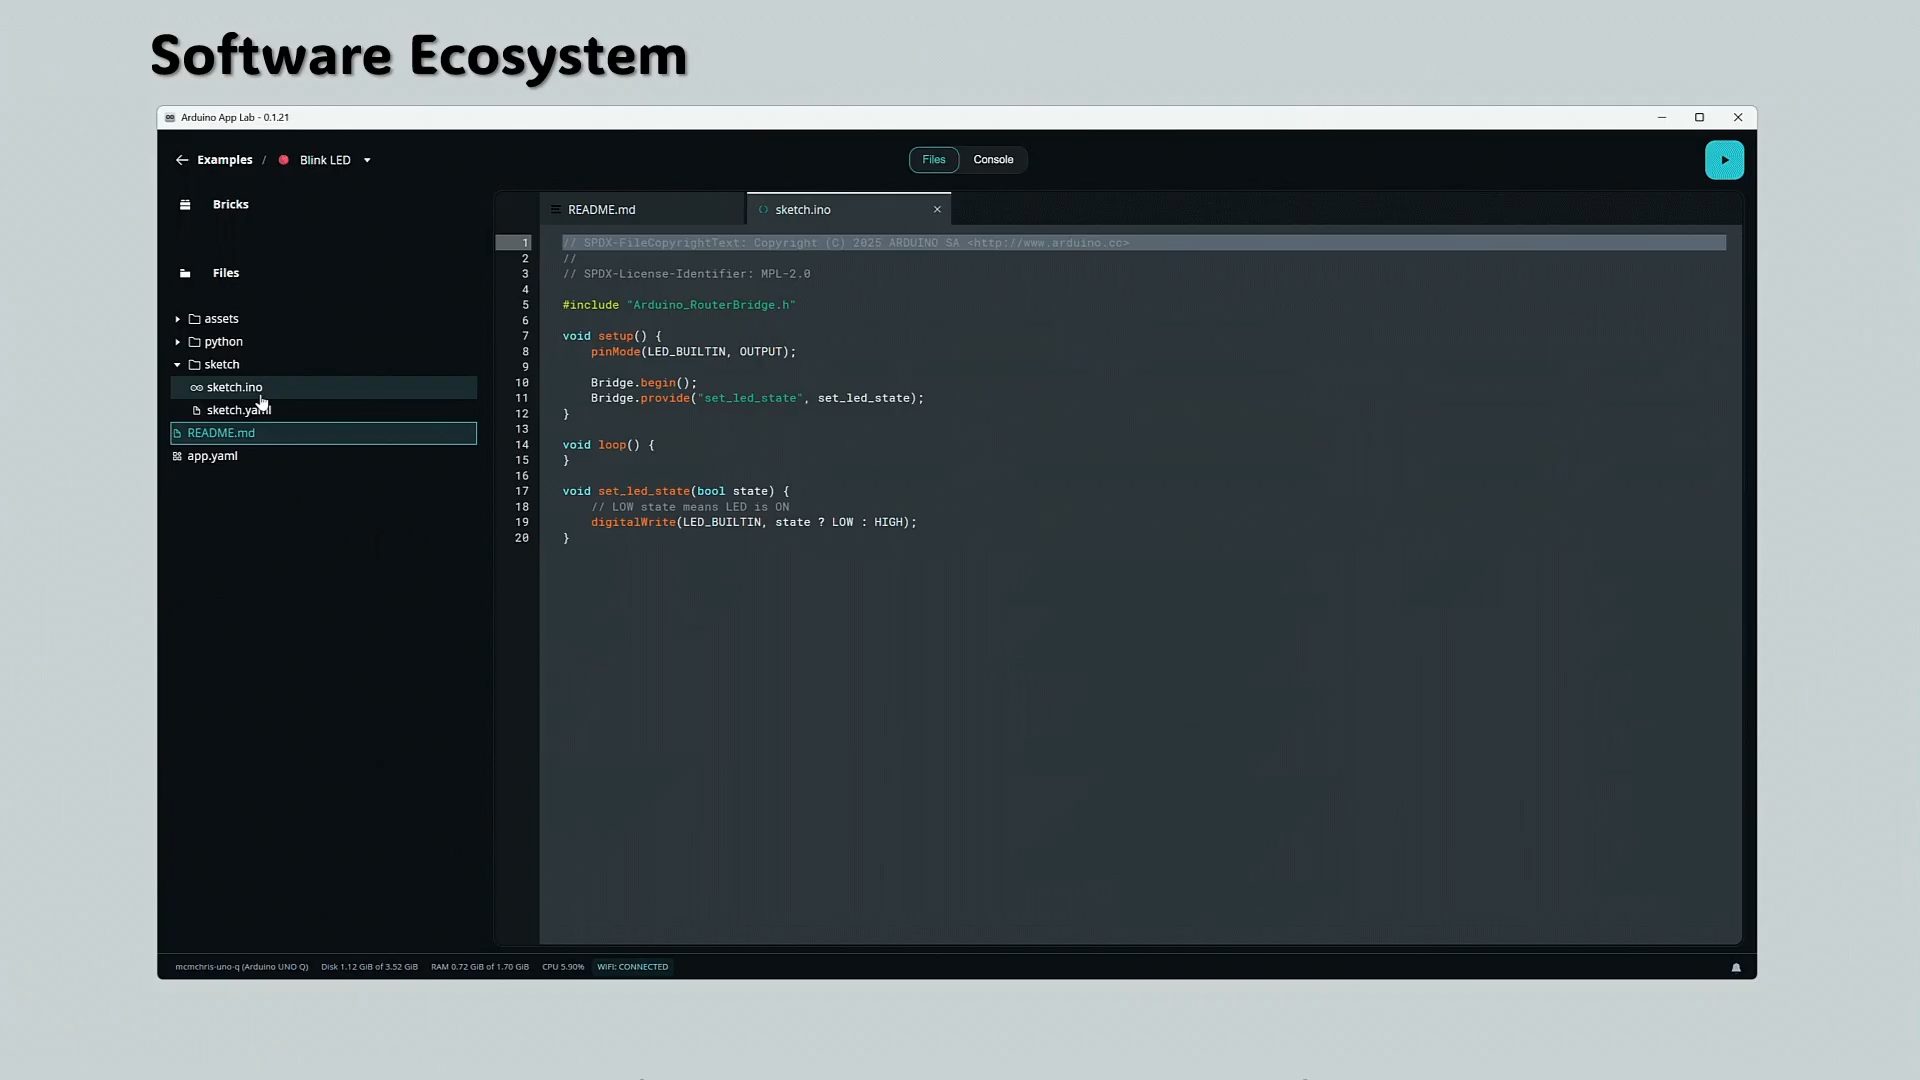 Software Ecosystem
Arduino App Lab - 0.1.21
Examples / Blink LED
Files Console
Bricks
Files
assets
python
sketch
sketch.ino
sketch.yaml
README.md
app.yaml
README.md
sketch.ino
1 // SPDX-FileCopyrightText: Copyright (C) 2025 ARDUINO SA <http://www.arduino.cc>
2 //
3 // SPDX-License-Identifier: MPL-2.0
4
5 #include "Arduino_RouterBridge.h"
6
7 void setup() {
8 pinMode(LED_BUILTIN, OUTPUT);
9
10 Bridge.begin();
11 Bridge.provide("set_led_state", set_led_state);
12 }
13
14 void loop() {
15 }
16
17 void set_led_state(bool state) {
18 // LOW state means LED is ON
19 digitalWrite(LED_BUILTIN, state ? LOW : HIGH);
20 }
mcmchris-uno-q (Arduino UNO Q) Disk 1.12 GiB of 3.52 GiB RAM 0.72 GiB of 1.70 GiB CPU 5.90% WIFI: CONNECTED